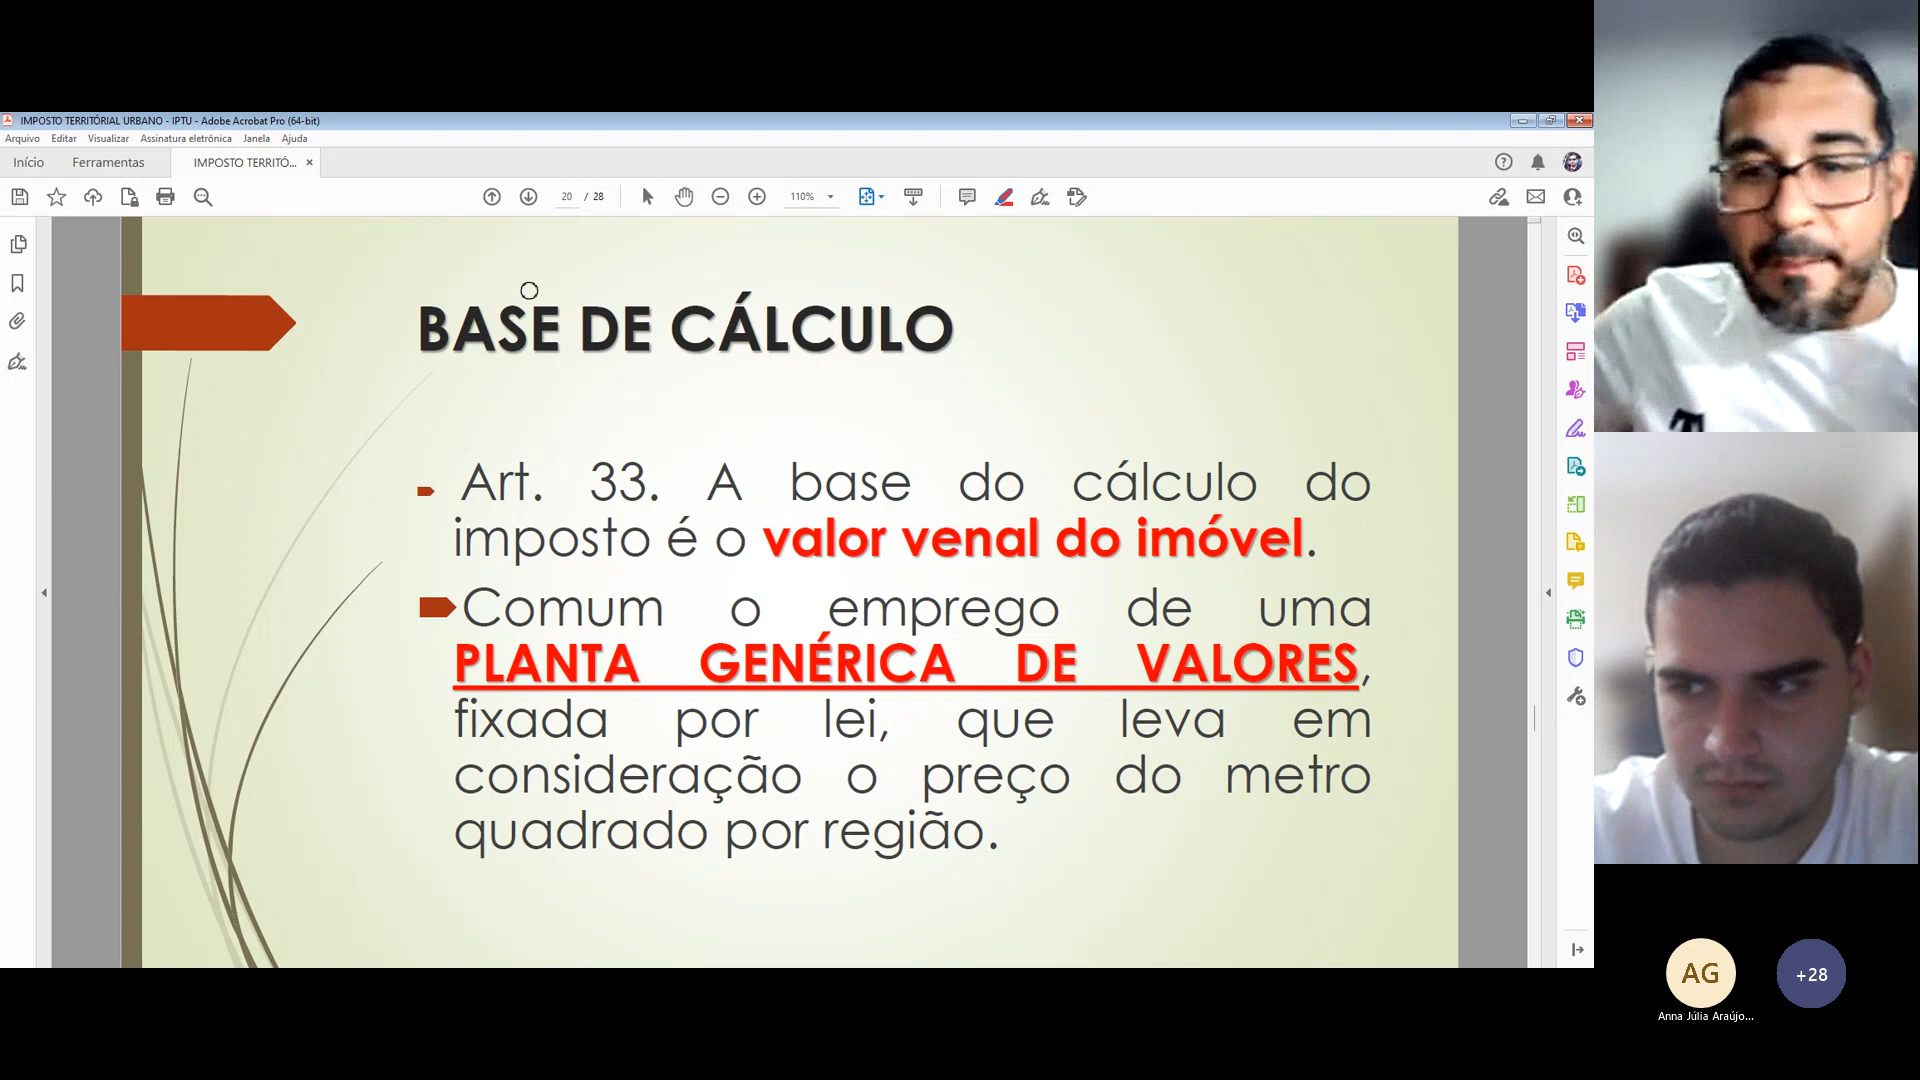 IMPOSTO TERRITÓRIAL URBANO - IPTU - Adobe Acrobat Pro (64-bit)
Arquivo Editar Visualizar Assinatura eletrônica Janela Ajuda
Início Ferramentas IMPOSTO TERRITÓ... ×
20 / 28 110%
BASE DE CÁLCULO
Art. 33. A base do cálculo do
imposto é o valor venal do imóvel.
Comum o emprego de uma
PLANTA GENÉRICA DE VALORES,
fixada por lei, que leva em
consideração o preço do metro
quadrado por região.
AG +28
Anna Júlia Araújo...